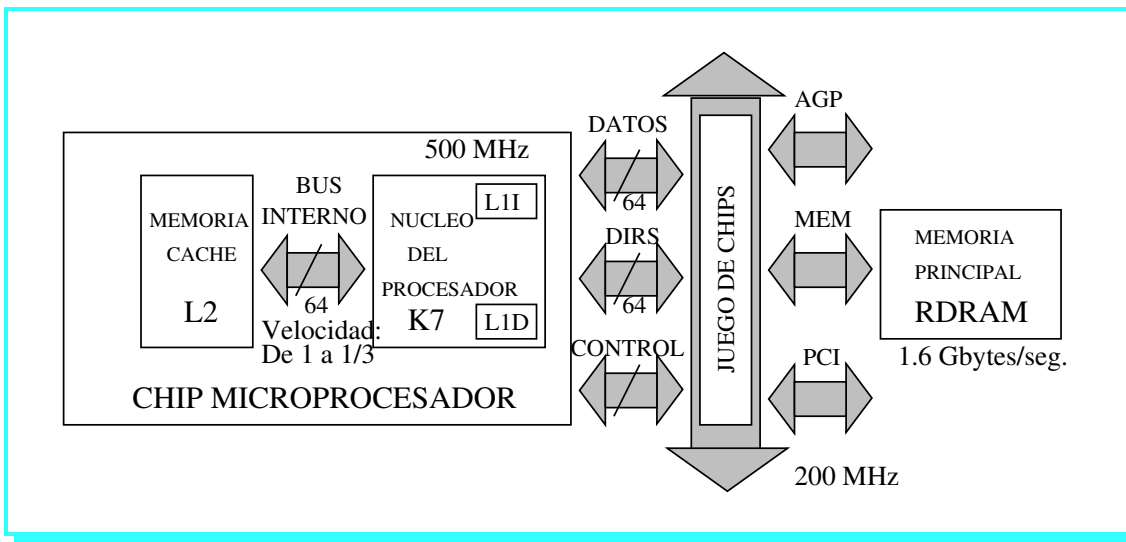 500 MHz
MEMORIA
CACHE
L2
BUS
INTERNO
64
Velocidad:
De 1 a 1/3
L1I
NUCLEO
DEL
PROCESADOR
K7
L1D
CHIP MICROPROCESADOR
DATOS
64
DIRS
64
CONTROL
JUEGO DE CHIPS
AGP
MEM
PCI
200 MHz
MEMORIA
PRINCIPAL
RDRAM
1.6 Gbytes/seg.